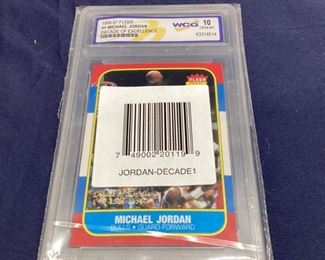 1996-97 FLEER
#4 MICHAEL JORDAN
DECADE OF EXCELLENCE
WCG
10
GEM-MT
63314514
FLEER
7 49002 20119 9
JORDAN-DECADE1
MICHAEL JORDAN
BULLS • GUARD-FORWARD